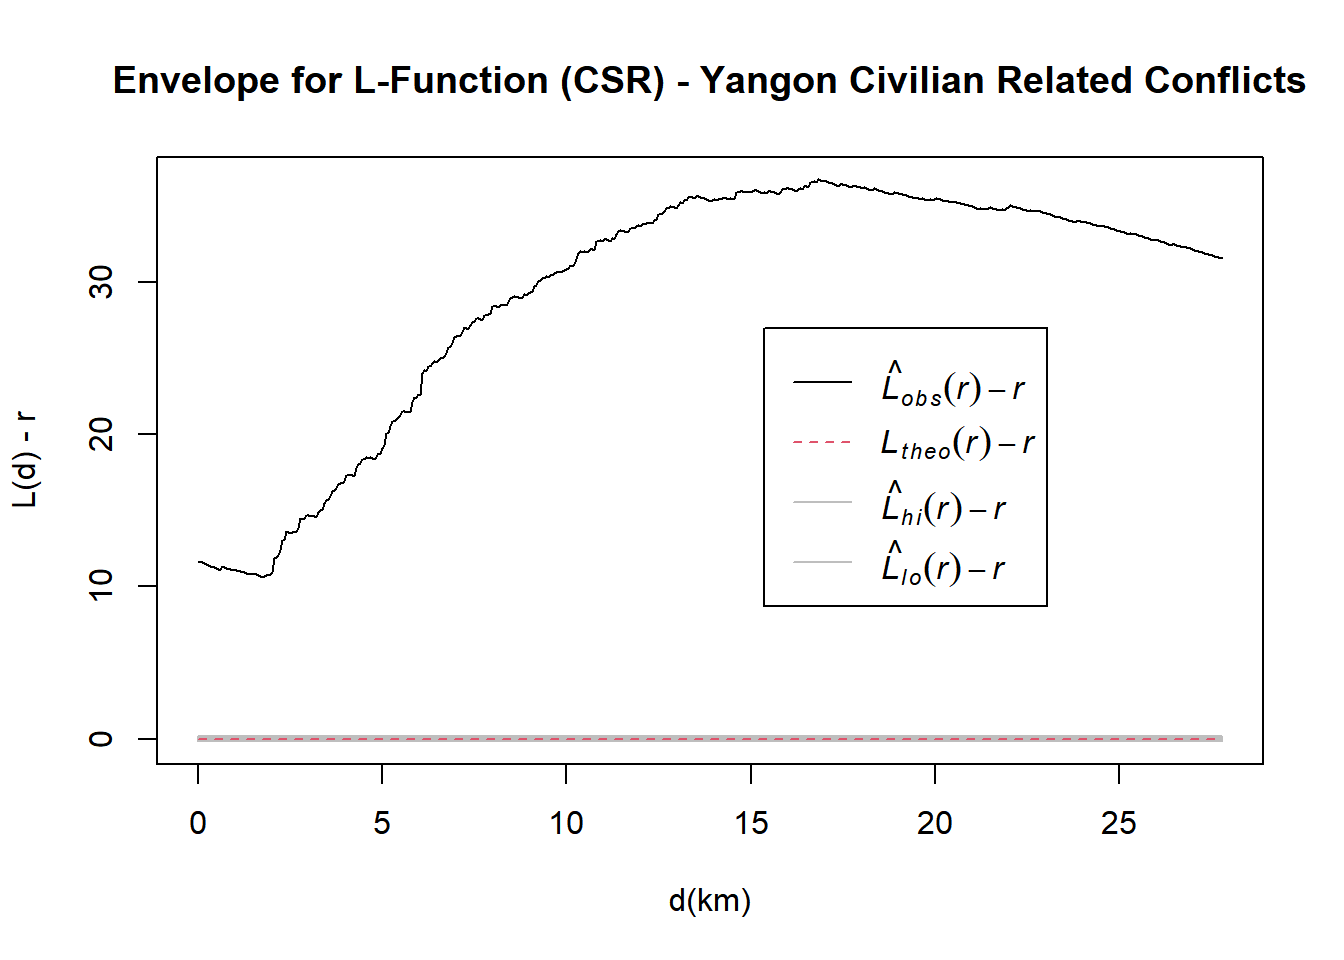 Envelope for L-Function (CSR) - Yangon Civilian Related Conflicts
L(d) - r
30
20
10
0
L̂obs(r) − r
Ltheo(r) − r
L̂hi(r) − r
L̂lo(r) − r
0 5 10 15 20 25
d(km)